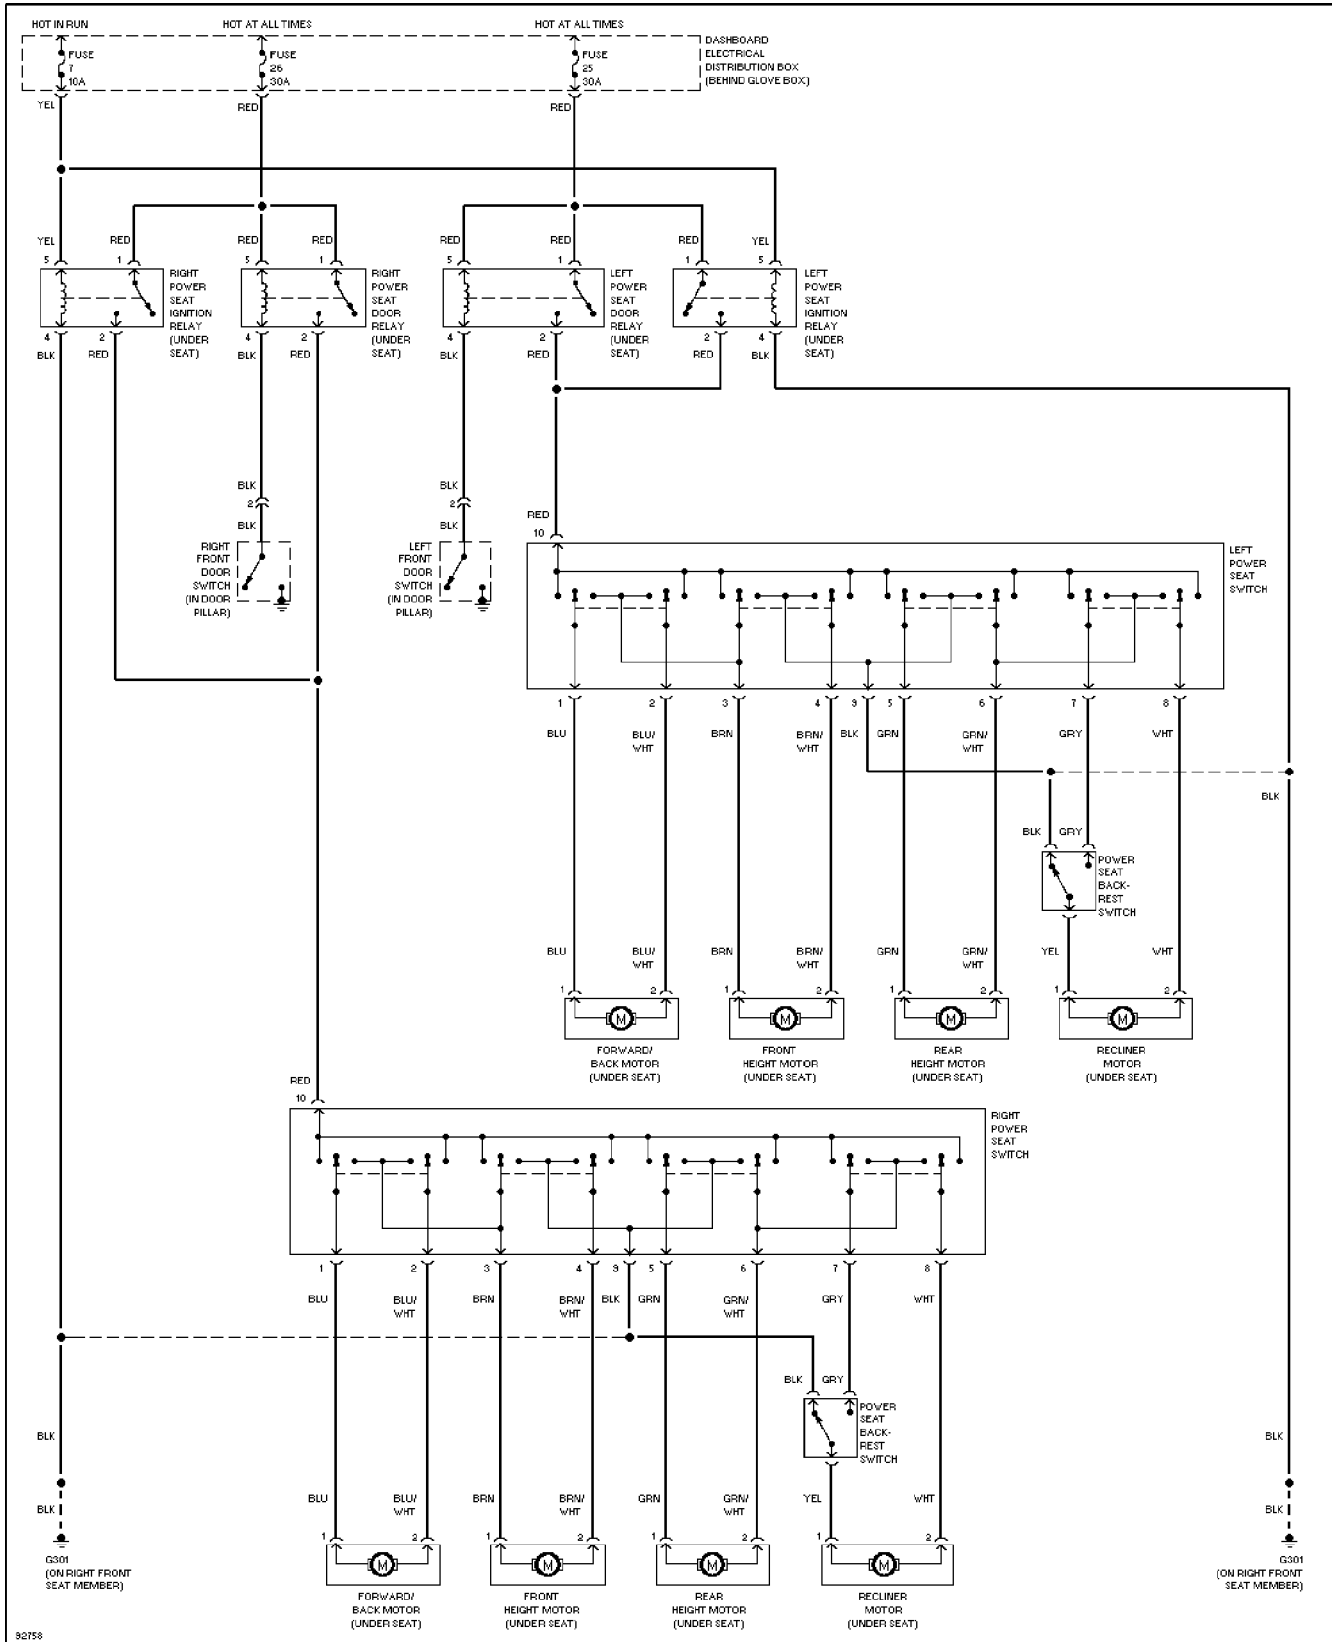 HOT IN RUN
HOT AT ALL TIMES
HOT AT ALL TIMES
FUSE
7
10A
FUSE
26
30A
FUSE
25
30A
DASHBOARD
ELECTRICAL
DISTRIBUTION BOX
(BEHIND GLOVE BOX)
YEL
RED
RED
YEL
RED
RED
RED
RED
RED
RED
YEL
5
1
5
1
5
1
1
5
RIGHT
POWER
SEAT
IGNITION
RELAY
(UNDER
SEAT)
RIGHT
POWER
SEAT
DOOR
RELAY
(UNDER
SEAT)
LEFT
POWER
SEAT
DOOR
RELAY
(UNDER
SEAT)
LEFT
POWER
SEAT
IGNITION
RELAY
(UNDER
SEAT)
4
2
4
2
4
2
2
4
BLK
RED
BLK
RED
BLK
RED
RED
BLK
BLK
2
BLK
BLK
2
BLK
RIGHT
FRONT
DOOR
SWITCH
(IN DOOR
PILLAR)
LEFT
FRONT
DOOR
SWITCH
(IN DOOR
PILLAR)
RED
10
LEFT
POWER
SEAT
SWITCH
1
2
3
4
9
5
6
7
8
BLU
BLU/
WHT
BRN
BRN/
WHT
BLK
GRN
GRN/
WHT
GRY
WHT
BLK
BLK
GRY
POWER
SEAT
BACK-
REST
SWITCH
BLU
BLU/
WHT
BRN
BRN/
WHT
GRN
GRN/
WHT
YEL
WHT
1
2
1
2
1
2
1
2
M
M
M
M
FORWARD/
BACK MOTOR
(UNDER SEAT)
FRONT
HEIGHT MOTOR
(UNDER SEAT)
REAR
HEIGHT MOTOR
(UNDER SEAT)
RECLINER
MOTOR
(UNDER SEAT)
RED
10
RIGHT
POWER
SEAT
SWITCH
1
2
3
4
9
5
6
7
8
BLU
BLU/
WHT
BRN
BRN/
WHT
BLK
GRN
GRN/
WHT
GRY
WHT
BLK
GRY
POWER
SEAT
BACK-
REST
SWITCH
BLK
BLK
BLK
BLK
BLU
BLU/
WHT
BRN
BRN/
WHT
GRN
GRN/
WHT
YEL
WHT
1
2
1
2
1
2
1
2
M
M
M
M
G301
(ON RIGHT FRONT
SEAT MEMBER)
G301
(ON RIGHT FRONT
SEAT MEMBER)
FORWARD/
BACK MOTOR
(UNDER SEAT)
FRONT
HEIGHT MOTOR
(UNDER SEAT)
REAR
HEIGHT MOTOR
(UNDER SEAT)
RECLINER
MOTOR
(UNDER SEAT)
92758